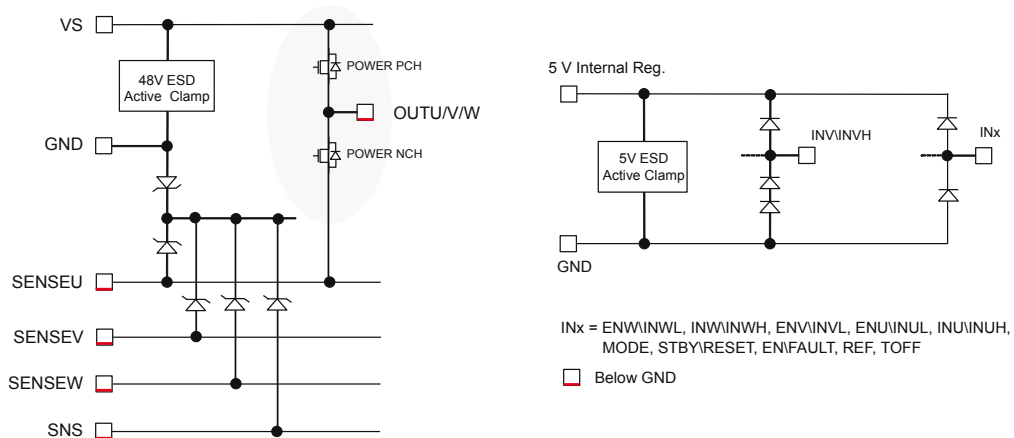 VS
48V ESD
Active Clamp
GND
POWER PCH
OUTU/V/W
POWER NCH
SENSEU
SENSEV
SENSEW
SNS
5 V Internal Reg.
5V ESD
Active Clamp
INV\INVH
INx
GND
INx = ENW\INWL, INW\INWH, ENV\INVL, ENU\INUL, INU\INUH,
MODE, STBY\RESET, EN\FAULT, REF, TOFF
Below GND